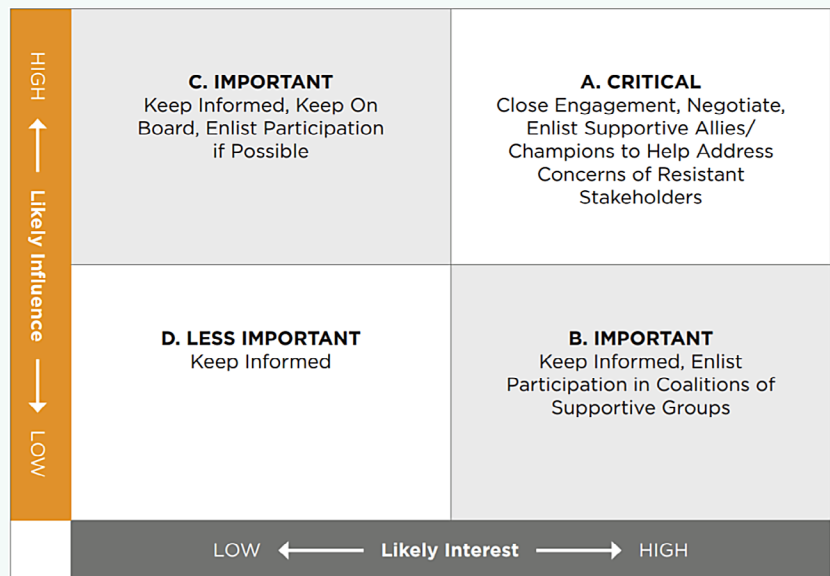 HIGH
Likely Influence
LOW
C. IMPORTANT
Keep Informed, Keep On
Board, Enlist Participation
if Possible
A. CRITICAL
Close Engagement, Negotiate,
Enlist Supportive Allies/
Champions to Help Address
Concerns of Resistant
Stakeholders
D. LESS IMPORTANT
Keep Informed
B. IMPORTANT
Keep Informed, Enlist
Participation in Coalitions of
Supportive Groups
LOW
Likely Interest
HIGH